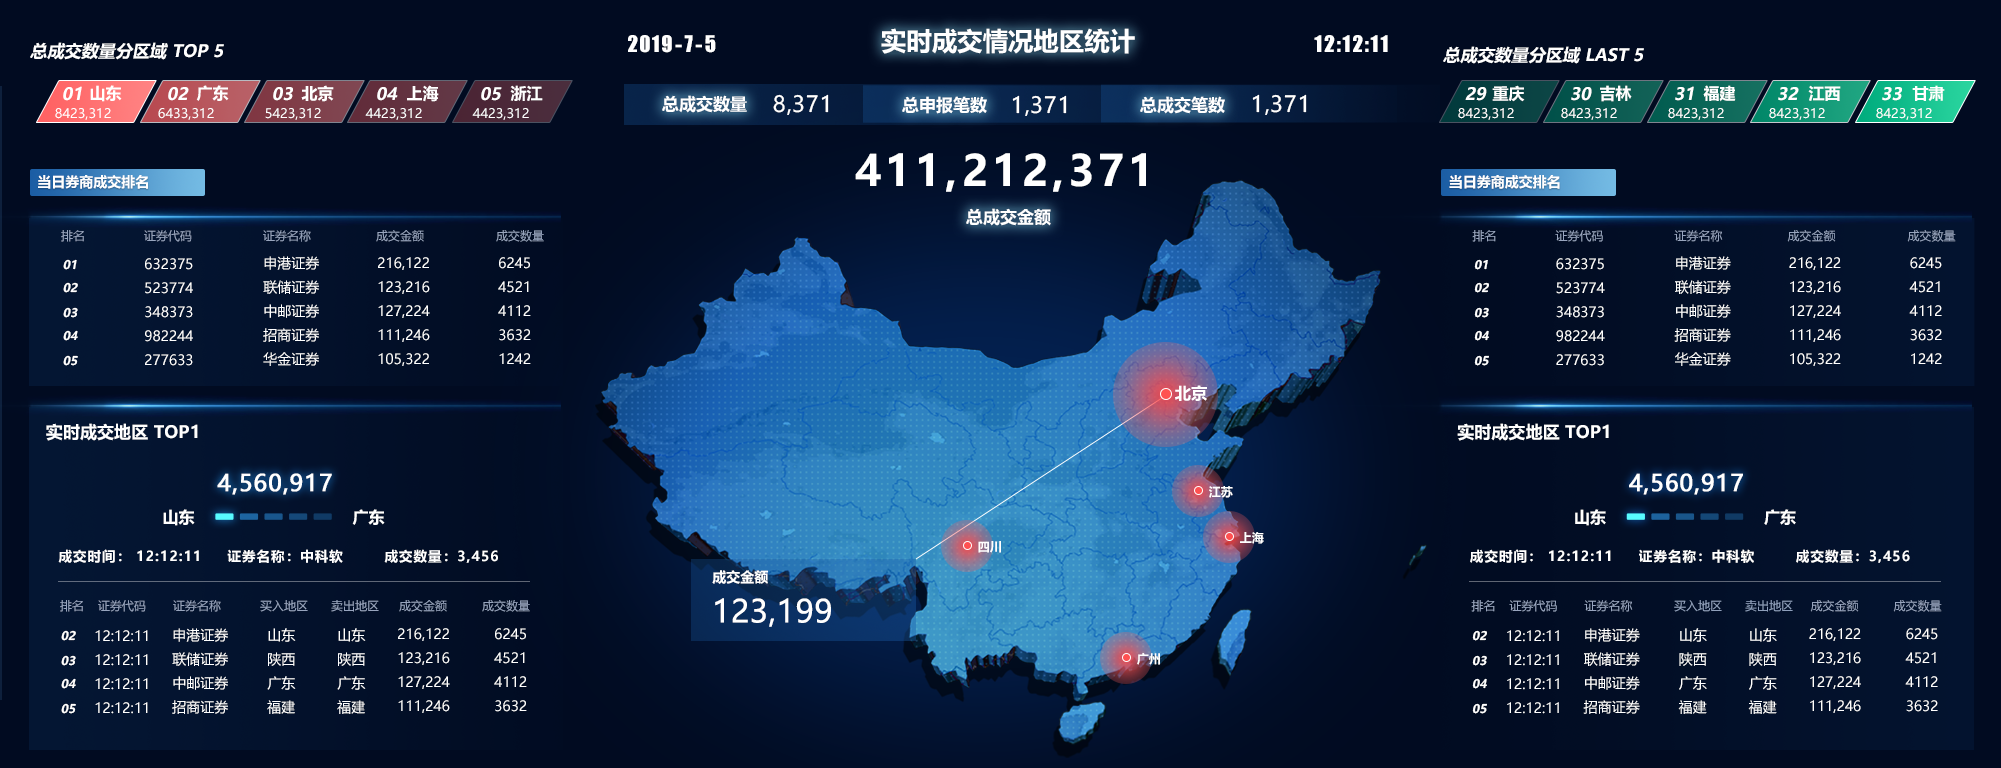 总成交数量分区域 TOP 5
01 山东
8423,312
02 广东
6433,312
03 北京
5423,312
04 上海
4423,312
05 浙江
4423,312
当日券商成交排名
排名 证券代码 证券名称 成交金额 成交数量
01 632375 申港证券 216,122 6245
02 523774 联储证券 123,216 4521
03 348373 中邮证券 127,224 4112
04 982244 招商证券 111,246 3632
05 277633 华金证券 105,322 1242
实时成交地区 TOP1
4,560,917
山东 广东
成交时间： 12:12:11 证券名称：中科软 成交数量：3,456
排名 证券代码 证券名称 买入地区 卖出地区 成交金额 成交数量
02 12:12:11 申港证券 山东 山东 216,122 6245
03 12:12:11 联储证券 陕西 陕西 123,216 4521
04 12:12:11 中邮证券 广东 广东 127,224 4112
05 12:12:11 招商证券 福建 福建 111,246 3632
2019-7-5 实时成交情况地区统计 12:12:11
总成交数量 8,371 总申报笔数 1,371 总成交笔数 1,371
411,212,371
总成交金额
北京
江苏
上海
四川
成交金额
123,199
广州
总成交数量分区域 LAST 5
29 重庆
8423,312
30 吉林
8423,312
31 福建
8423,312
32 江西
8423,312
33 甘肃
8423,312
当日券商成交排名
排名 证券代码 证券名称 成交金额 成交数量
01 632375 申港证券 216,122 6245
02 523774 联储证券 123,216 4521
03 348373 中邮证券 127,224 4112
04 982244 招商证券 111,246 3632
05 277633 华金证券 105,322 1242
实时成交地区 TOP1
4,560,917
山东 广东
成交时间： 12:12:11 证券名称：中科软 成交数量：3,456
排名 证券代码 证券名称 买入地区 卖出地区 成交金额 成交数量
02 12:12:11 申港证券 山东 山东 216,122 6245
03 12:12:11 联储证券 陕西 陕西 123,216 4521
04 12:12:11 中邮证券 广东 广东 127,224 4112
05 12:12:11 招商证券 福建 福建 111,246 3632